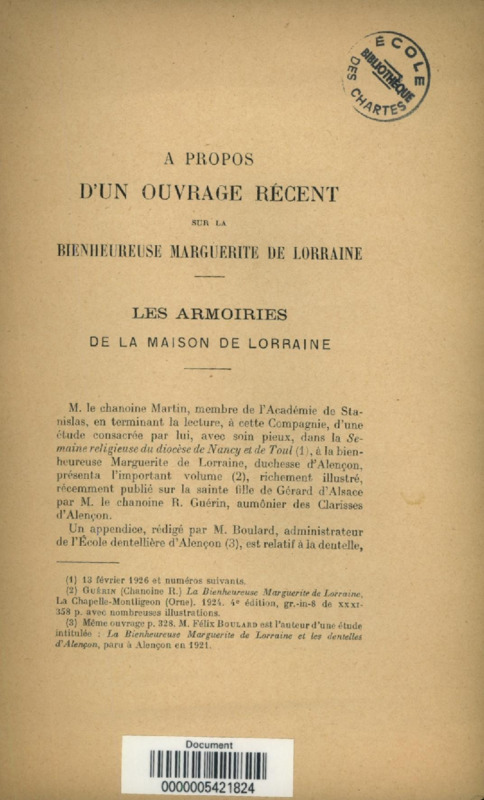 ÉCOLE
BIBLIOTHÈQUE
DES CHARTES
A PROPOS
D'UN OUVRAGE RÉCENT
SUR LA
BIENHEUREUSE MARGUERITE DE LORRAINE
LES ARMOIRIES
DE LA MAISON DE LORRAINE
M. le chanoine Martin, membre de l'Académie de Sta-
nislas, en terminant la lecture, à cette Compagnie, d'une
étude consacrée par lui, avec soin pieux, dans la Se-
maine religieuse du diocèse de Nancy et de Toul (1), à la bien-
heureuse Marguerite de Lorraine, duchesse d'Alençon,
présenta l'important volume (2), richement illustré,
récemment publié sur la sainte fille de Gérard d'Alsace
par M. le chanoine R. Guérin, aumônier des Clarisses
d'Alençon.
Un appendice, rédigé par M. Boulard, administrateur
de l'École dentellière d'Alençon (3), est relatif à la dentelle,
(1) 13 février 1926 et numéros suivants.
(2) GUÉRIN (Chanoine R.) La Bienheureuse Marguerite de Lorraine,
La Chapelle-Montligeon (Orne). 1924. 4e édition, gr.-in-8 de XXXI-
358 p. avec nombreuses illustrations.
(3) Même ouvrage p. 328. M. Félix BOULARD est l'auteur d'une étude
intitulée : La Bienheureuse Marguerite de Lorraine et les dentelles
d'Alençon, paru à Alençon en 1921.
Document
0000005421824